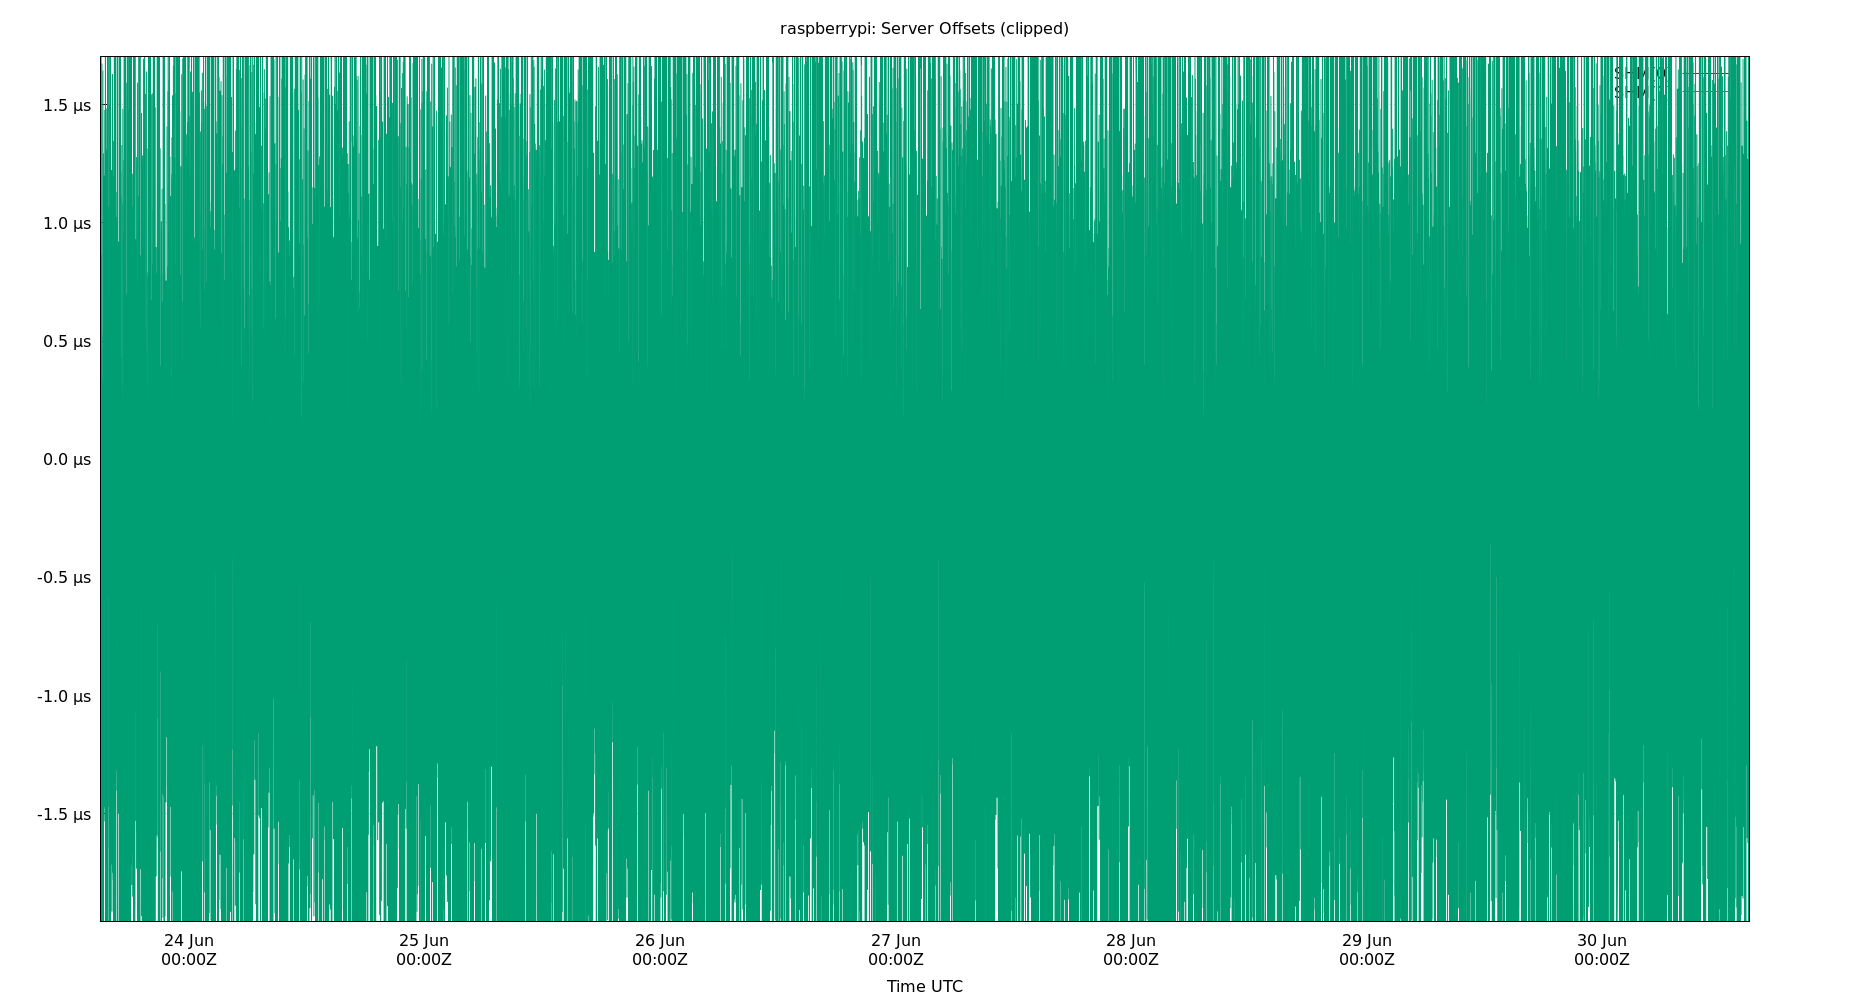 raspberrypi: Server Offsets (clipped)
1.5 µs
1.0 µs
0.5 µs
0.0 µs
-0.5 µs
-1.0 µs
-1.5 µs
24 Jun
00:00Z
25 Jun
00:00Z
26 Jun
00:00Z
27 Jun
00:00Z
28 Jun
00:00Z
29 Jun
00:00Z
30 Jun
00:00Z
Time UTC